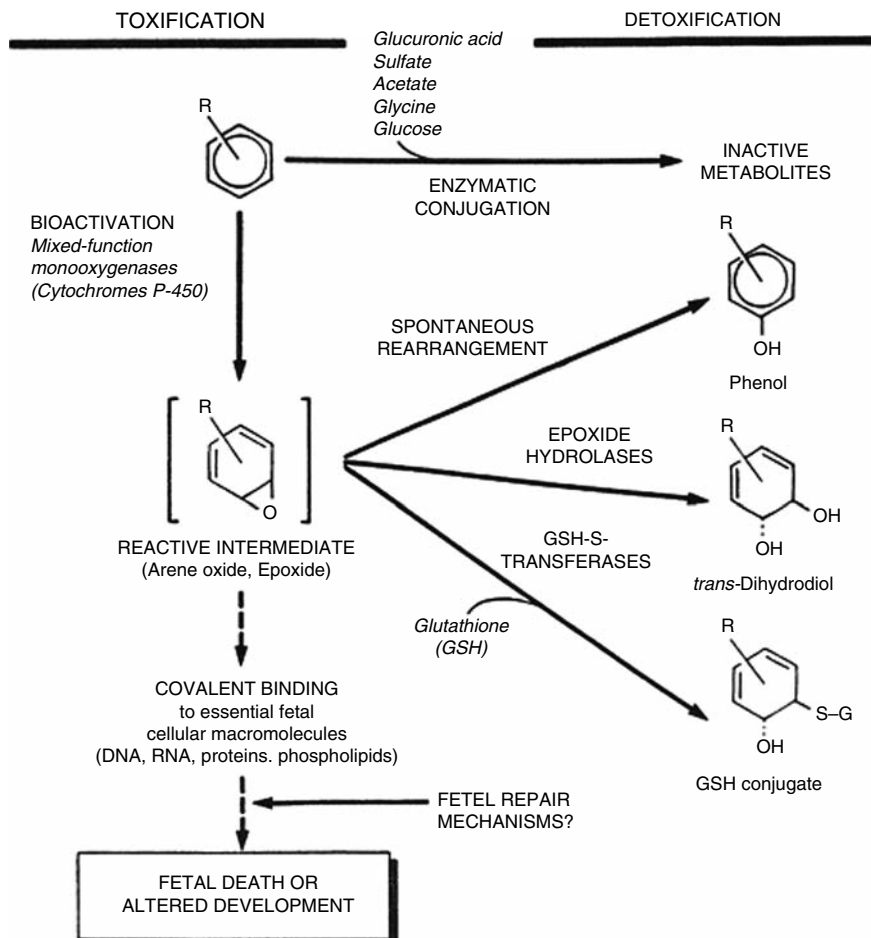 TOXIFICATION
DETOXIFICATION
Glucuronic acid
Sulfate
Acetate
Glycine
Glucose
R
ENZYMATIC
CONJUGATION
INACTIVE
METABOLITES
BIOACTIVATION
Mixed-function
monooxygenases
(Cytochromes P-450)
SPONTANEOUS
REARRANGEMENT
R
OH
Phenol
R
O
REACTIVE INTERMEDIATE
(Arene oxide, Epoxide)
EPOXIDE
HYDROLASES
R
OH
OH
trans-Dihydrodiol
GSH-S-
TRANSFERASES
Glutathione
(GSH)
R
S–G
OH
GSH conjugate
COVALENT BINDING
to essential fetal
cellular macromolecules
(DNA, RNA, proteins. phospholipids)
FETEL REPAIR
MECHANISMS?
FETAL DEATH OR
ALTERED DEVELOPMENT